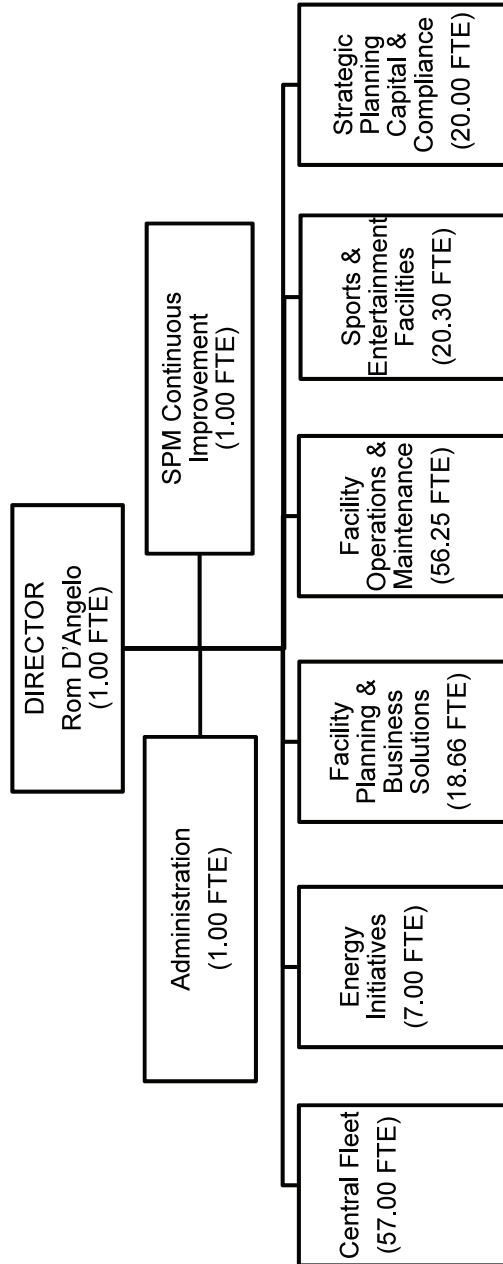 DIRECTOR
Rom D'Angelo
(1.00 FTE)
Administration
(1.00 FTE)
SPM Continuous
Improvement
(1.00 FTE)
Central Fleet
(57.00 FTE)
Energy
Initiatives
(7.00 FTE)
Facility
Planning &
Business
Solutions
(18.66 FTE)
Facility
Operations &
Maintenance
(56.25 FTE)
Sports &
Entertainment
Facilities
(20.30 FTE)
Strategic
Planning
Capital &
Compliance
(20.00 FTE)